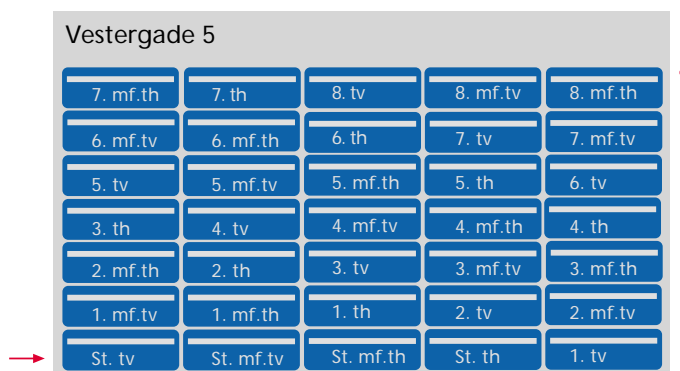 Vestergade 5
7. mf.th 7. th 8. tv 8. mf.tv 8. mf.th
6. mf.tv 6. mf.th 6. th 7. tv 7. mf.tv
5. tv 5. mf.tv 5. mf.th 5. th 6. tv
3. th 4. tv 4. mf.tv 4. mf.th 4. th
2. mf.th 2. th 3. tv 3. mf.tv 3. mf.th
1. mf.tv 1. mf.th 1. th 2. tv 2. mf.tv
St. tv St. mf.tv St. mf.th St. th 1. tv